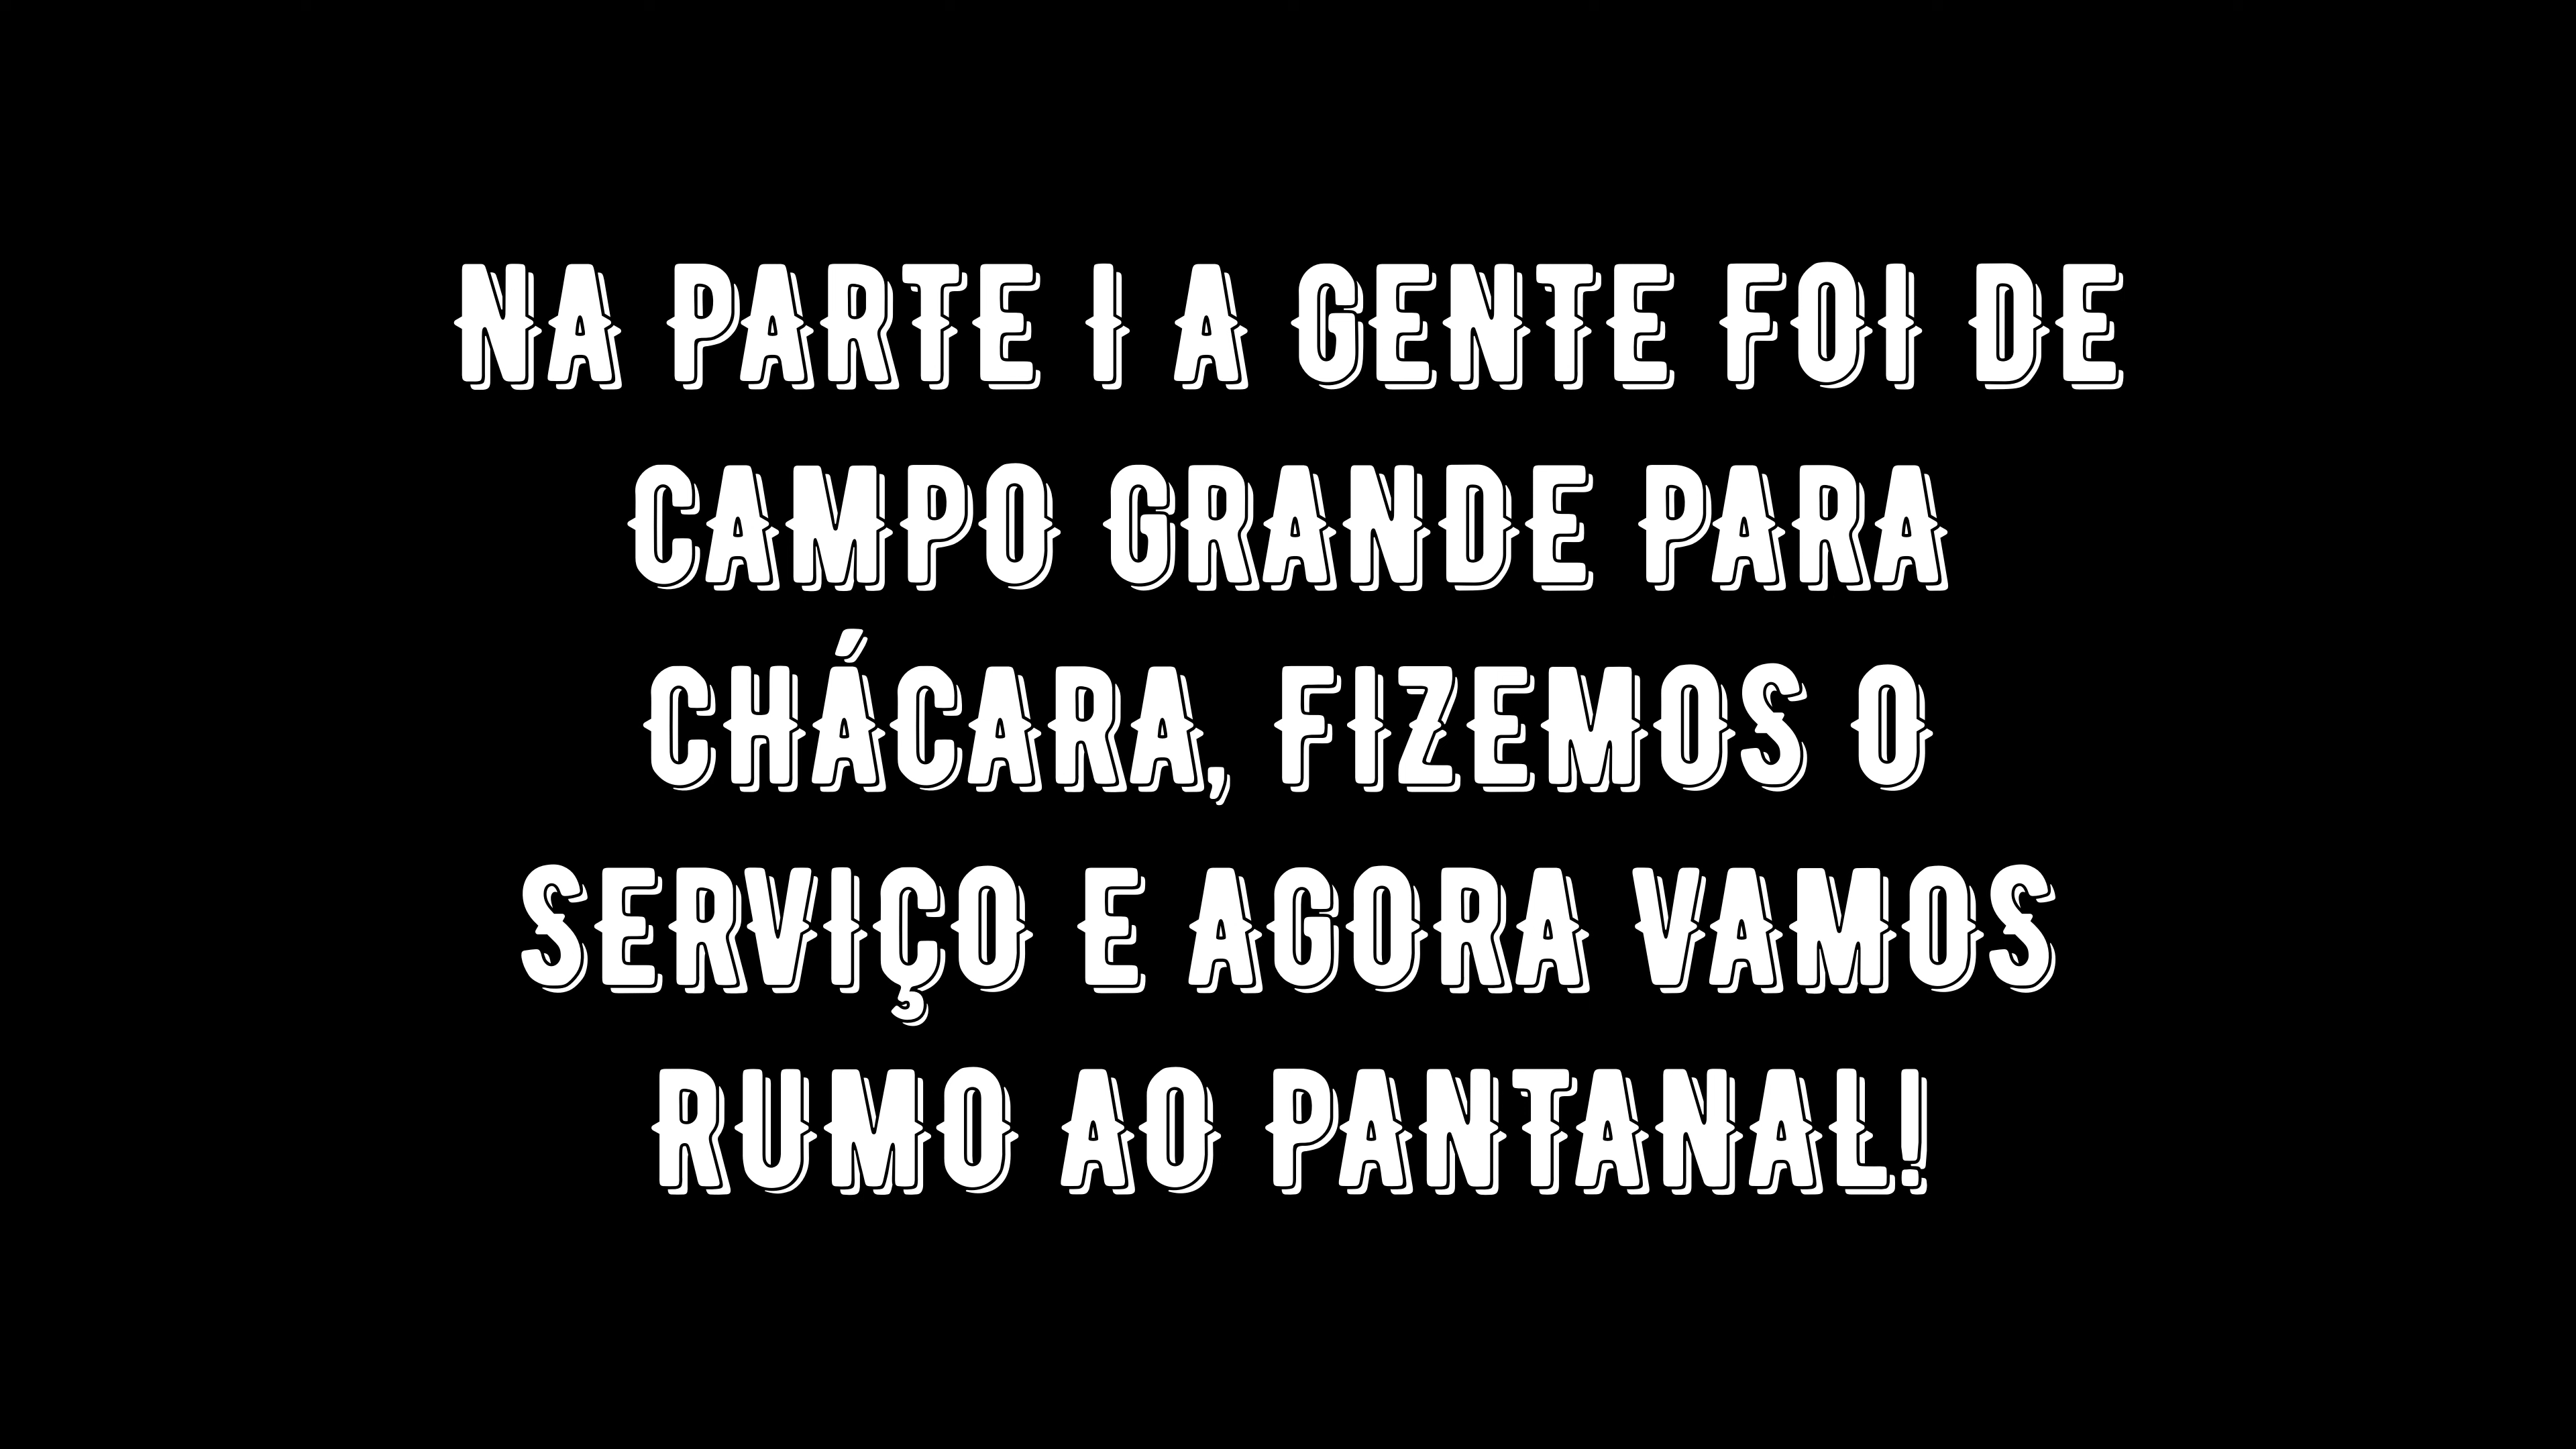 NA PARTE I A GENTE FOI DE
CAMPO GRANDE PARA
CHÁCARA, FIZEMOS O
SERVIÇO E AGORA VAMOS
RUMO AO PANTANAL!